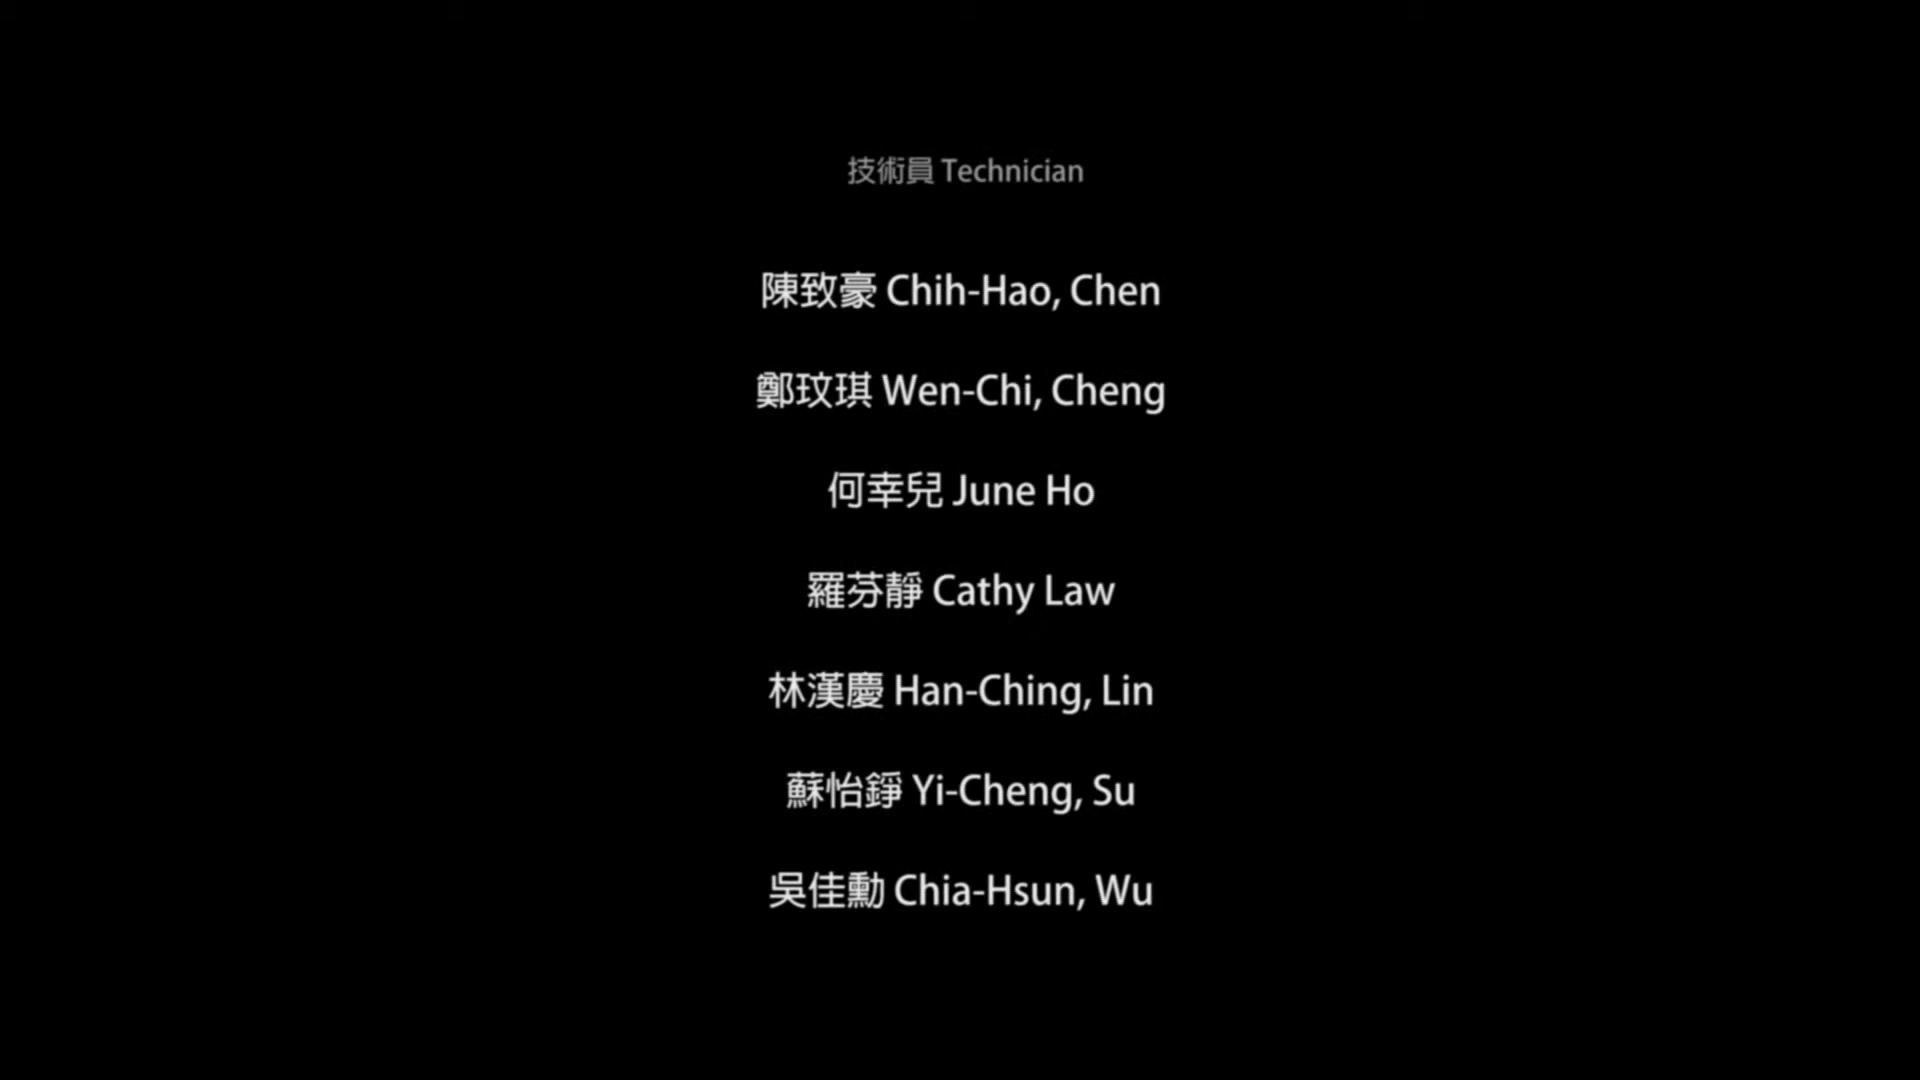 技術員 Technician
陳致豪 Chih-Hao, Chen
鄭玟琪 Wen-Chi, Cheng
何幸兒 June Ho
羅芬靜 Cathy Law
林漢慶 Han-Ching, Lin
蘇怡錚 Yi-Cheng, Su
吳佳勳 Chia-Hsun, Wu